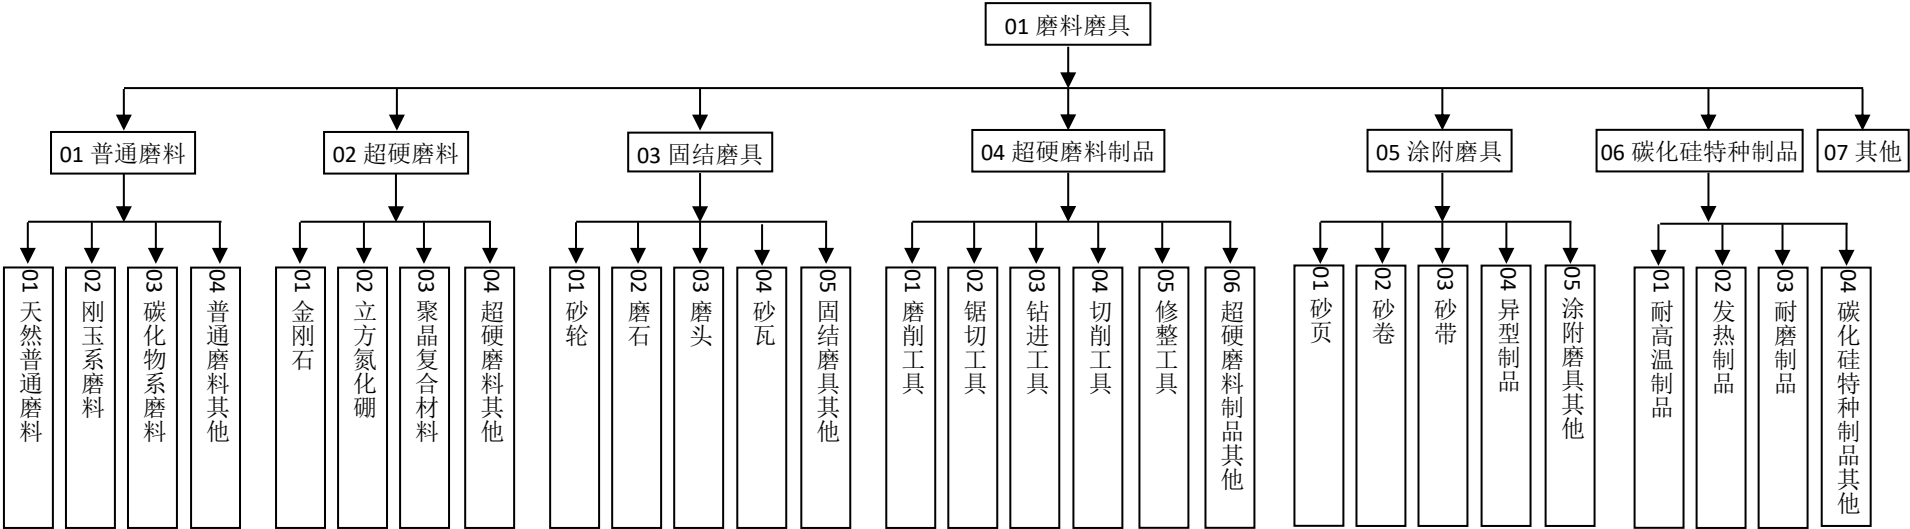 01 磨料磨具
01 普通磨料
02 超硬磨料
03 固结磨具
04 超硬磨料制品
05 涂附磨具
06 碳化硅特种制品
07 其他
01 天然普通磨料
02 刚玉系磨料
03 碳化物系磨料
04 普通磨料其他
01 金刚石
02 立方氮化硼
03 聚晶复合材料
04 超硬磨料其他
01 砂轮
02 磨石
03 磨头
04 砂瓦
05 固结磨具其他
01 磨削工具
02 锯切工具
03 钻进工具
04 切削工具
05 修整工具
06 超硬磨料制品其他
01 砂页
02 砂卷
03 砂带
04 异型制品
05 涂附磨具其他
01 耐高温制品
02 发热制品
03 耐磨制品
04 碳化硅特种制品其他